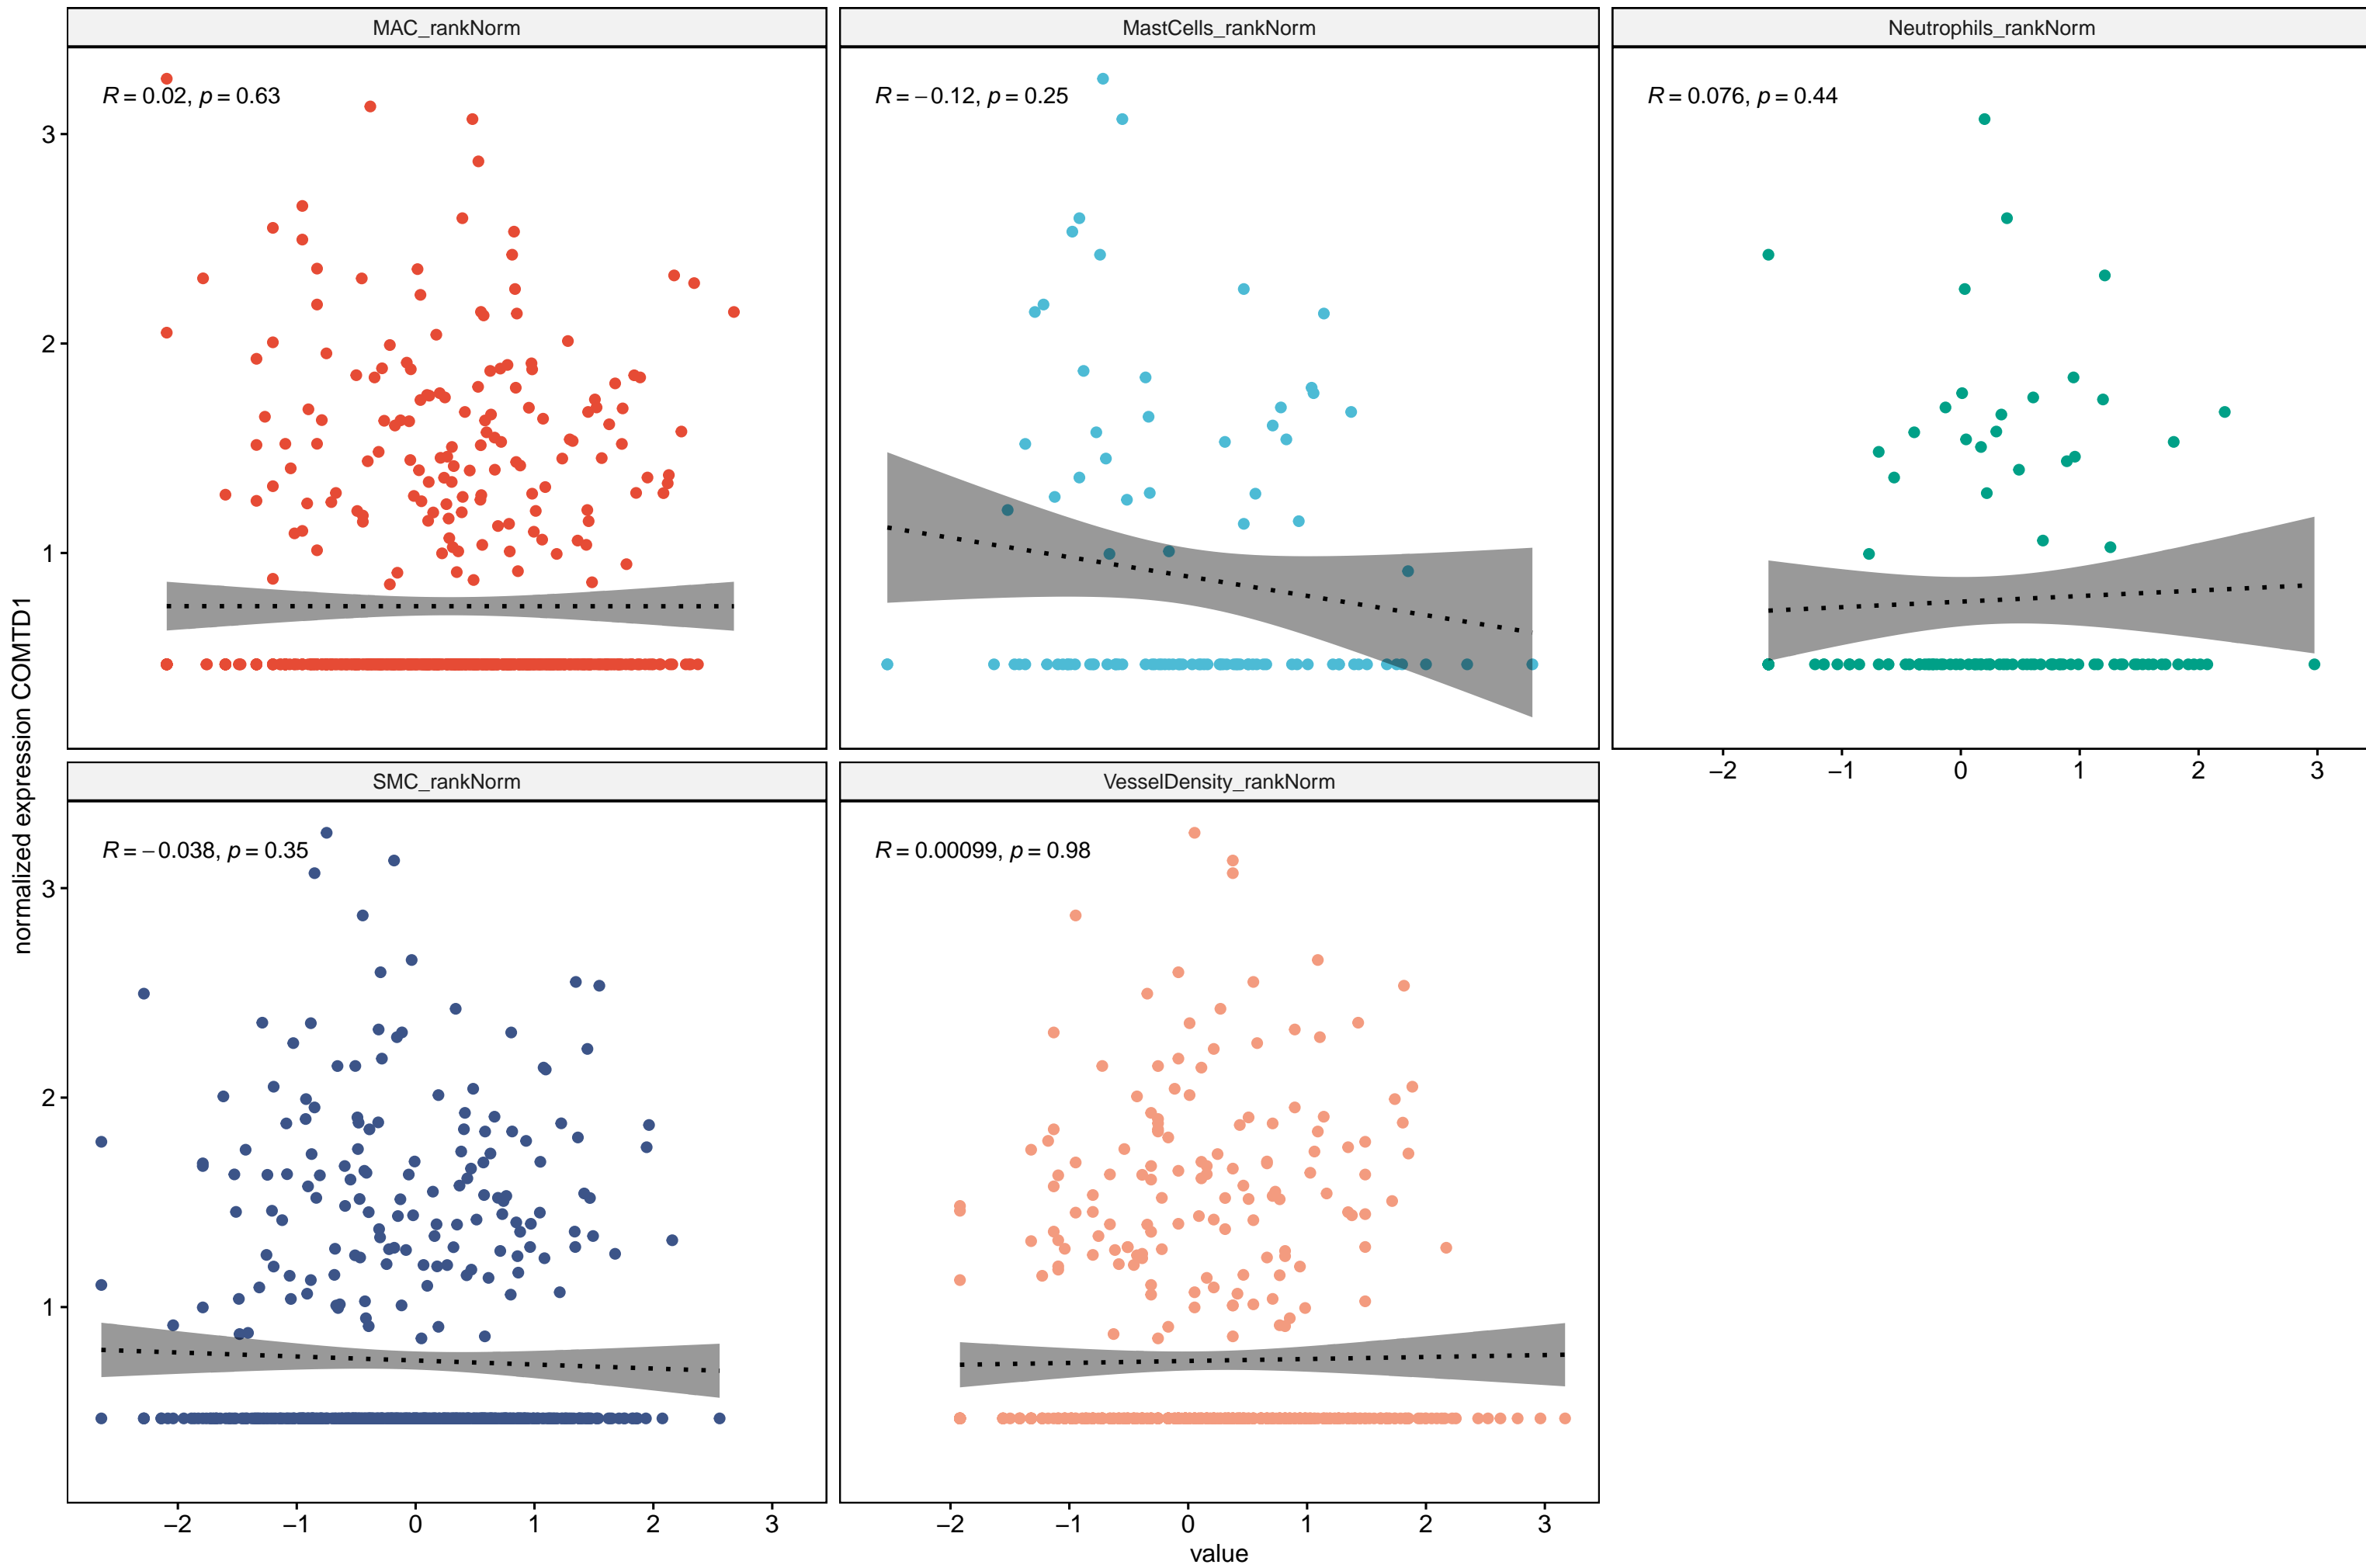 MAC_rankNorm
MastCells_rankNorm
Neutrophils_rankNorm
R = 0.02, p = 0.63
R = −0.12, p = 0.25
R = 0.076, p = 0.44
3
2
1
−2 −1 0 1 2 3
normalized expression COMTD1
SMC_rankNorm
VesselDensity_rankNorm
R = −0.038, p = 0.35
R = 0.00099, p = 0.98
3
2
1
−2 −1 0 1 2 3
−2 −1 0 1 2 3
value